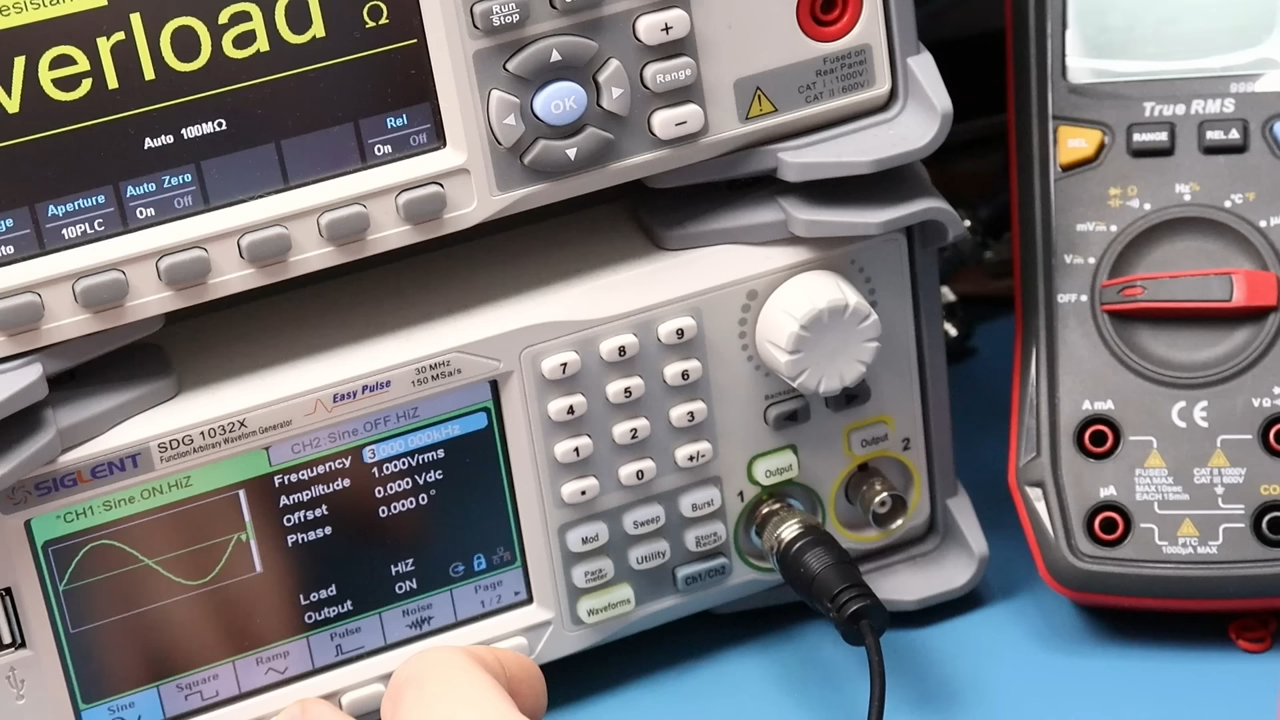 verload
Ω
Auto 100MΩ
Aperture
10PLC
Auto Zero
On Off
Rel
On Off
Run
Stop
OK
+
Range
−
Fused on
Rear Panel
CAT I (1000V)
CAT II (600V)
SIGLENT
SDG 1032X
Function/Arbitrary Waveform Generator
Easy Pulse
30 MHz
150 MSa/s
*CH1:Sine.ON.HiZ
CH2:Sine.OFF.HiZ
Frequency 3.000 000kHz
Amplitude 1.000Vrms
Offset 0.000 Vdc
Phase 0.000 0°
Load HiZ
Output ON
Sine
Square
Ramp
Pulse
Noise
Page
1/2
7 8 9
4 5 6
1 2 3
. 0 +/-
Mod Sweep Burst
Para-
meter
Utility
Store
Recall
Waveforms
Ch1/Ch2
Output
1
Output
2
True RMS
SEL
RANGE
REL△
Hz%
°C °F
mV
V
OFF
A mA
CE
µA
FUSED
10A MAX
MAX10sec
EACH 15min
CAT II 1000V
CAT III 600V
PTC
1000µA MAX